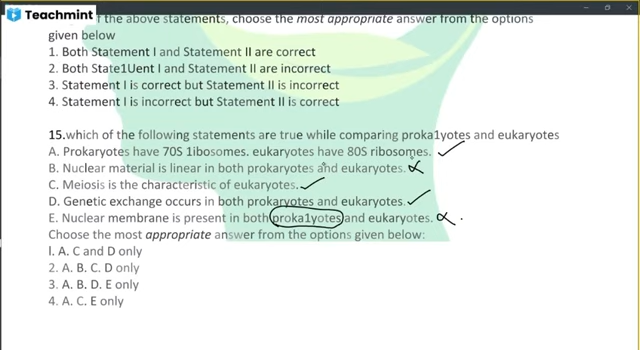 Teachmint
f the above statements, choose the most appropriate answer from the options
given below
1. Both Statement I and Statement II are correct
2. Both State1Uent I and Statement II are incorrect
3. Statement I is correct but Statement II is incorrect
4. Statement I is incorrect but Statement II is correct
15.which of the following statements are true while comparing proka1yotes and eukaryotes
A. Prokaryotes have 70S 1ibosomes. eukaryotes have 80S ribosomes.
B. Nuclear material is linear in both prokaryotes and eukaryotes.
C. Meiosis is the characteristic of eukaryotes.
D. Genetic exchange occurs in both prokaryotes and eukaryotes.
E. Nuclear membrane is present in both proka1yotes and eukaryotes.
Choose the most appropriate answer from the options given below:
l. A. C and D only
2. A. B. C. D only
3. A. B. D. E only
4. A. C. E only